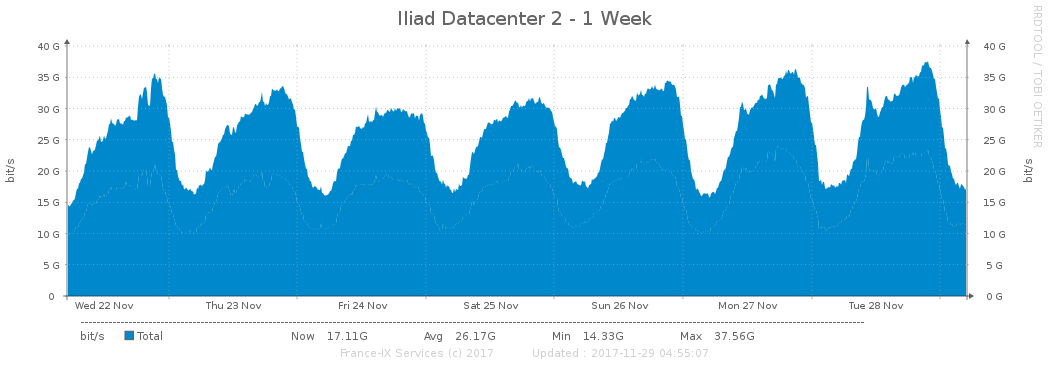 Iliad Datacenter 2 - 1 Week
RRDTOOL / TOBI OETIKER
40 G 40 G
35 G 35 G
30 G 30 G
25 G 25 G
20 G 20 G
15 G 15 G
10 G 10 G
5 G 5 G
0 0 G
bit/s bit/s
Wed 22 Nov Thu 23 Nov Fri 24 Nov Sat 25 Nov Sun 26 Nov Mon 27 Nov Tue 28 Nov
bit/s Total Now 17.11G Avg 26.17G Min 14.33G Max 37.56G
France-IX Services (c) 2017 Updated : 2017-11-29 04:55:07